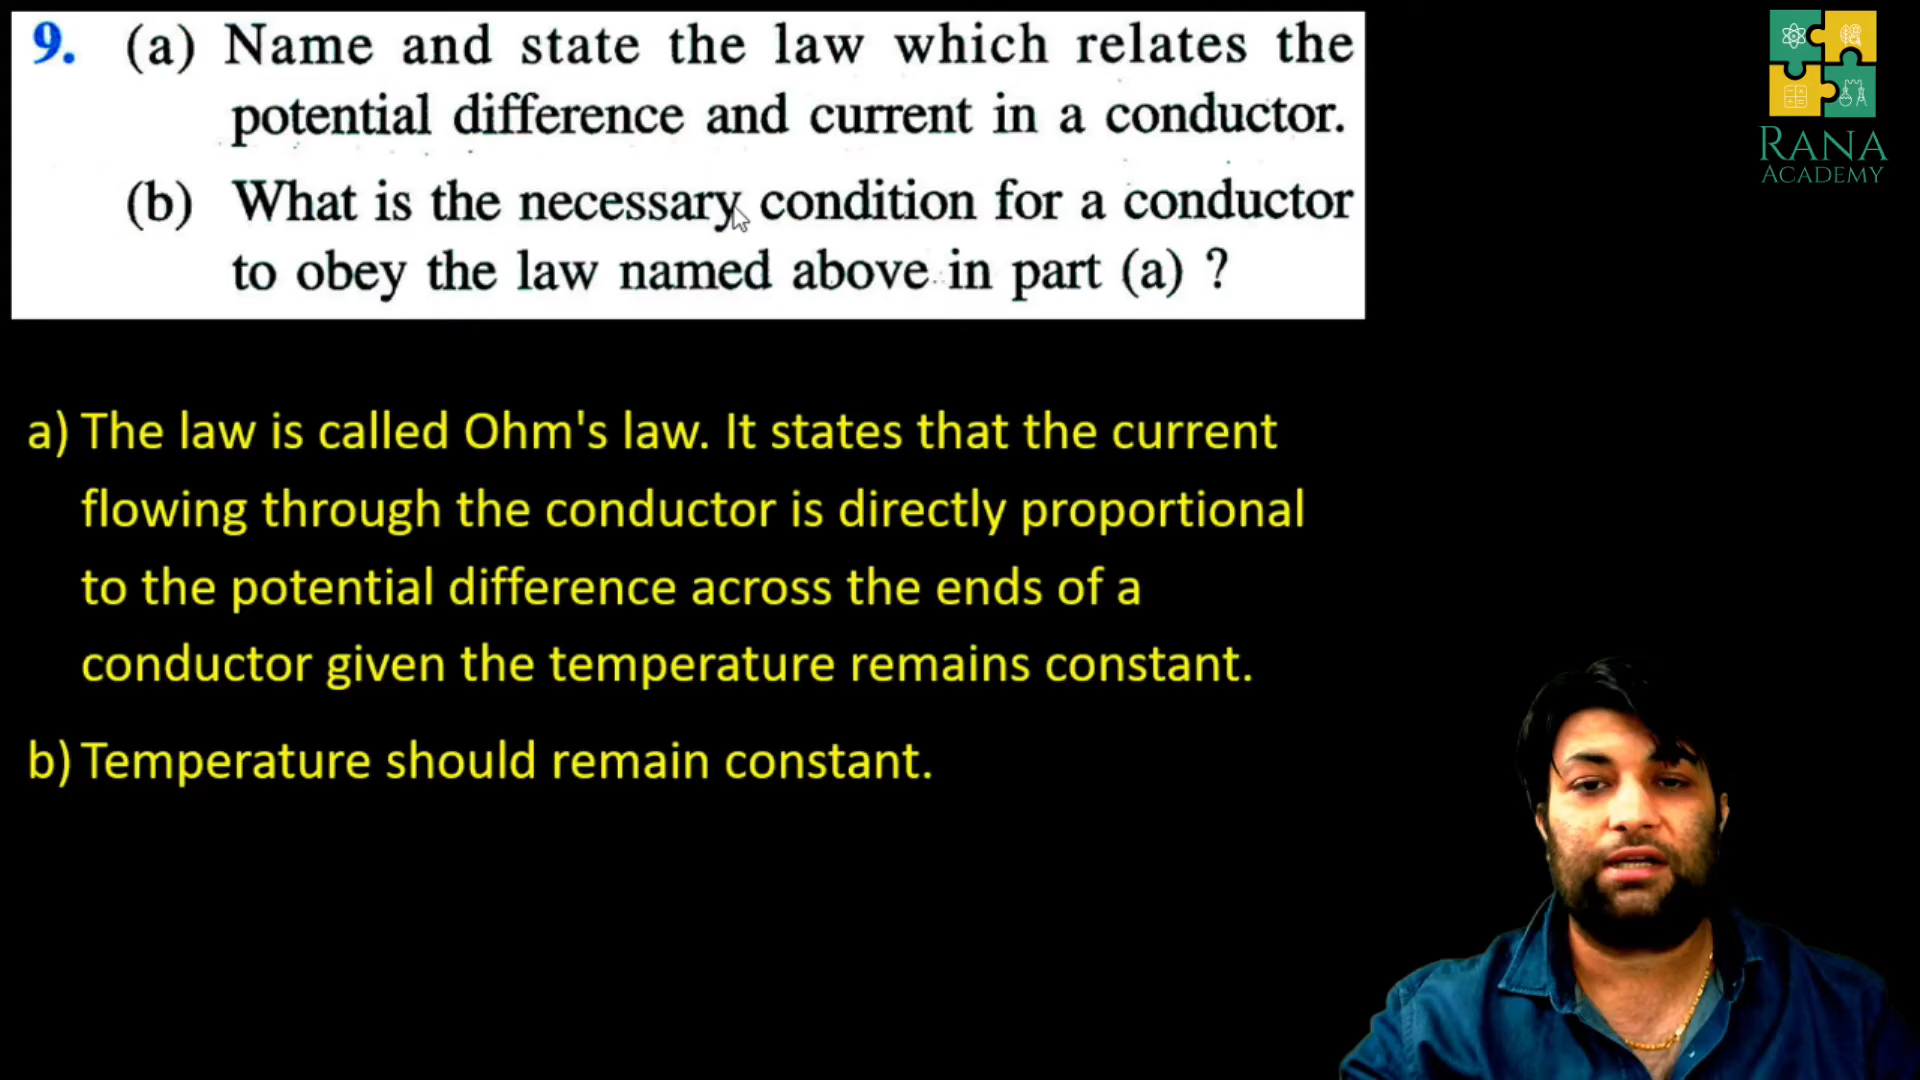 9. (a) Name and state the law which relates the
potential difference and current in a conductor.
(b) What is the necessary condition for a conductor
to obey the law named above in part (a) ?
RANA
ACADEMY
a) The law is called Ohm's law. It states that the current
flowing through the conductor is directly proportional
to the potential difference across the ends of a
conductor given the temperature remains constant.
b) Temperature should remain constant.